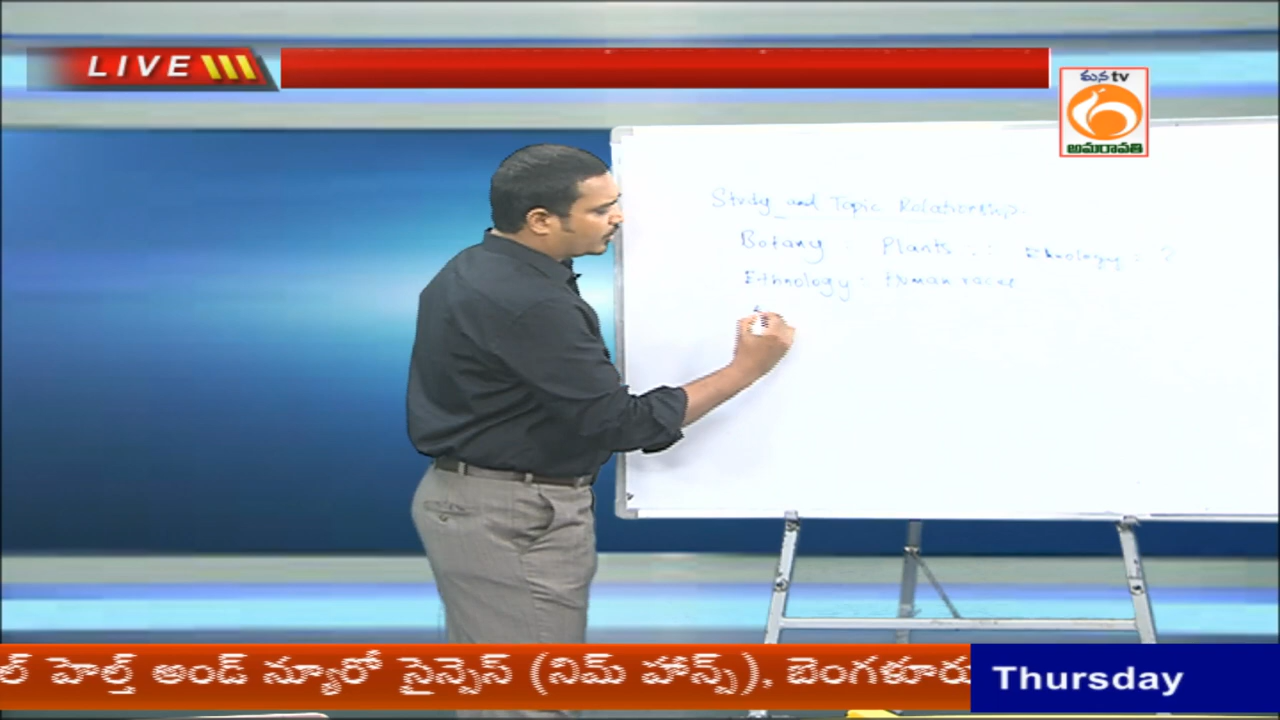 LIVE
మన tv
అమరావతి
Study and Topic Relationship.
Botany : Plants :: Ethnology : ?
Ethnology : Human races
ల్ హెల్త్ అండ్ న్యూరో సైన్సెస్ (నిమ్ హాన్స్), బెంగళూరు
Thursday